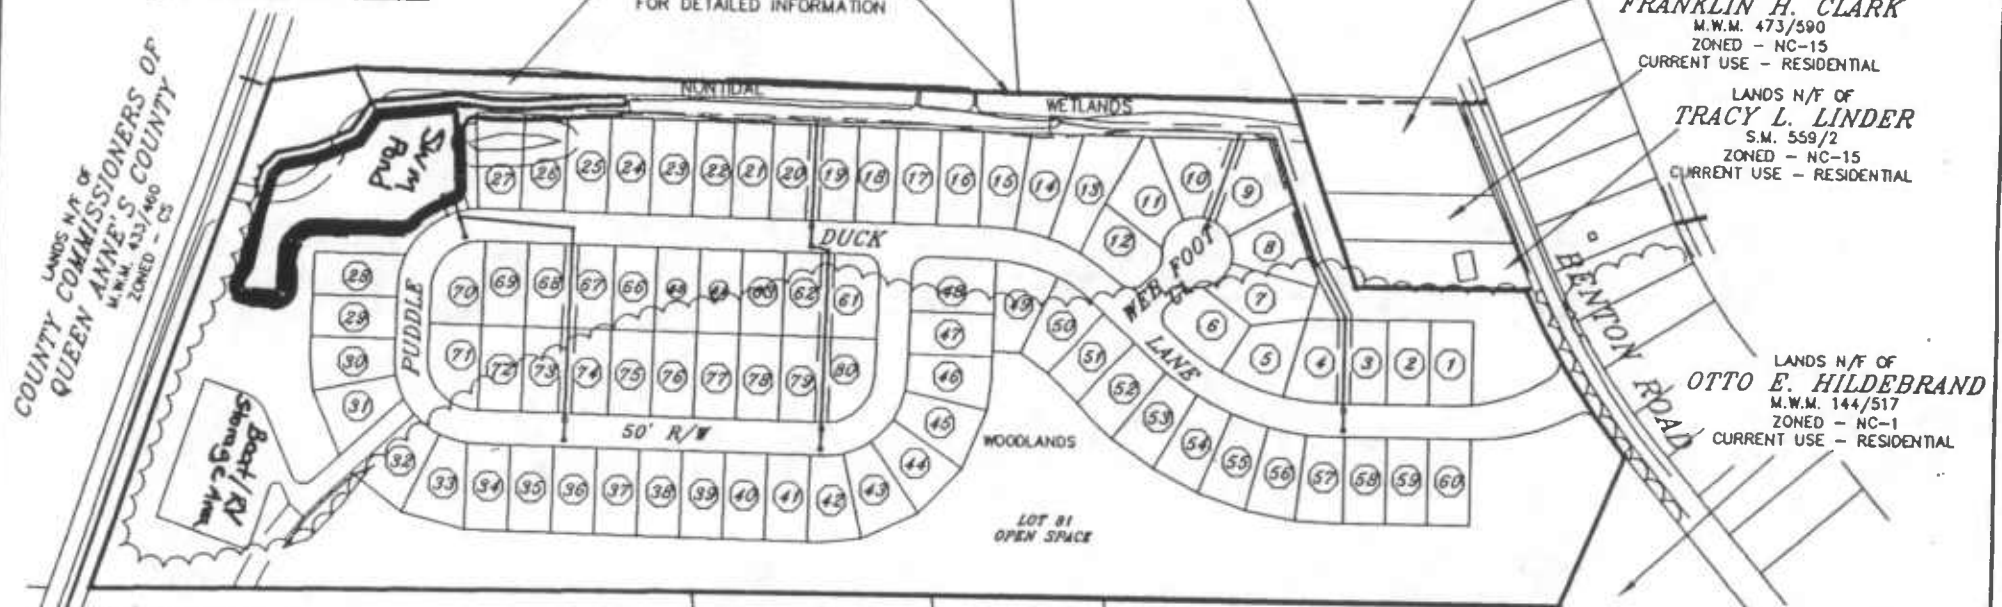 FOR DETAILED INFORMATION
FRANKLIN H. CLARK
M.W.M. 473/590
ZONED - NC-15
CURRENT USE - RESIDENTIAL
LANDS N/F OF
TRACY L. LINDER
S.M. 559/2
ZONED - NC-15
CURRENT USE - RESIDENTIAL
LANDS N/F OF
OTTO E. HILDEBRAND
M.W.M. 144/517
ZONED - NC-1
CURRENT USE - RESIDENTIAL
LANDS N/F OF
COUNTY COMMISSIONERS OF
QUEEN ANNE'S COUNTY
M.W.M. 433/460
ZONED - CS
NONTIDAL
WETLANDS
SWM
Pond
27 26 25 24 23 22 21 20 19 18 17 16 15 14 13
11 10 9
12 8
DUCK
WEB FOOT
PUDDLE
LANE
BENTON ROAD
28
29
30
31
70 69 68 67 66 62 61
71 72 73 74 75 76 77 78 79 80
48
47
46
45
44
49 50 51 52 53 54 55 56 57 58 59 60
7
6
5 4 3 2 1
50' R/W
WOODLANDS
32 33 34 35 36 37 38 39 40 41 42 43
Boat/RV
Storage Area
LOT 81
OPEN SPACE